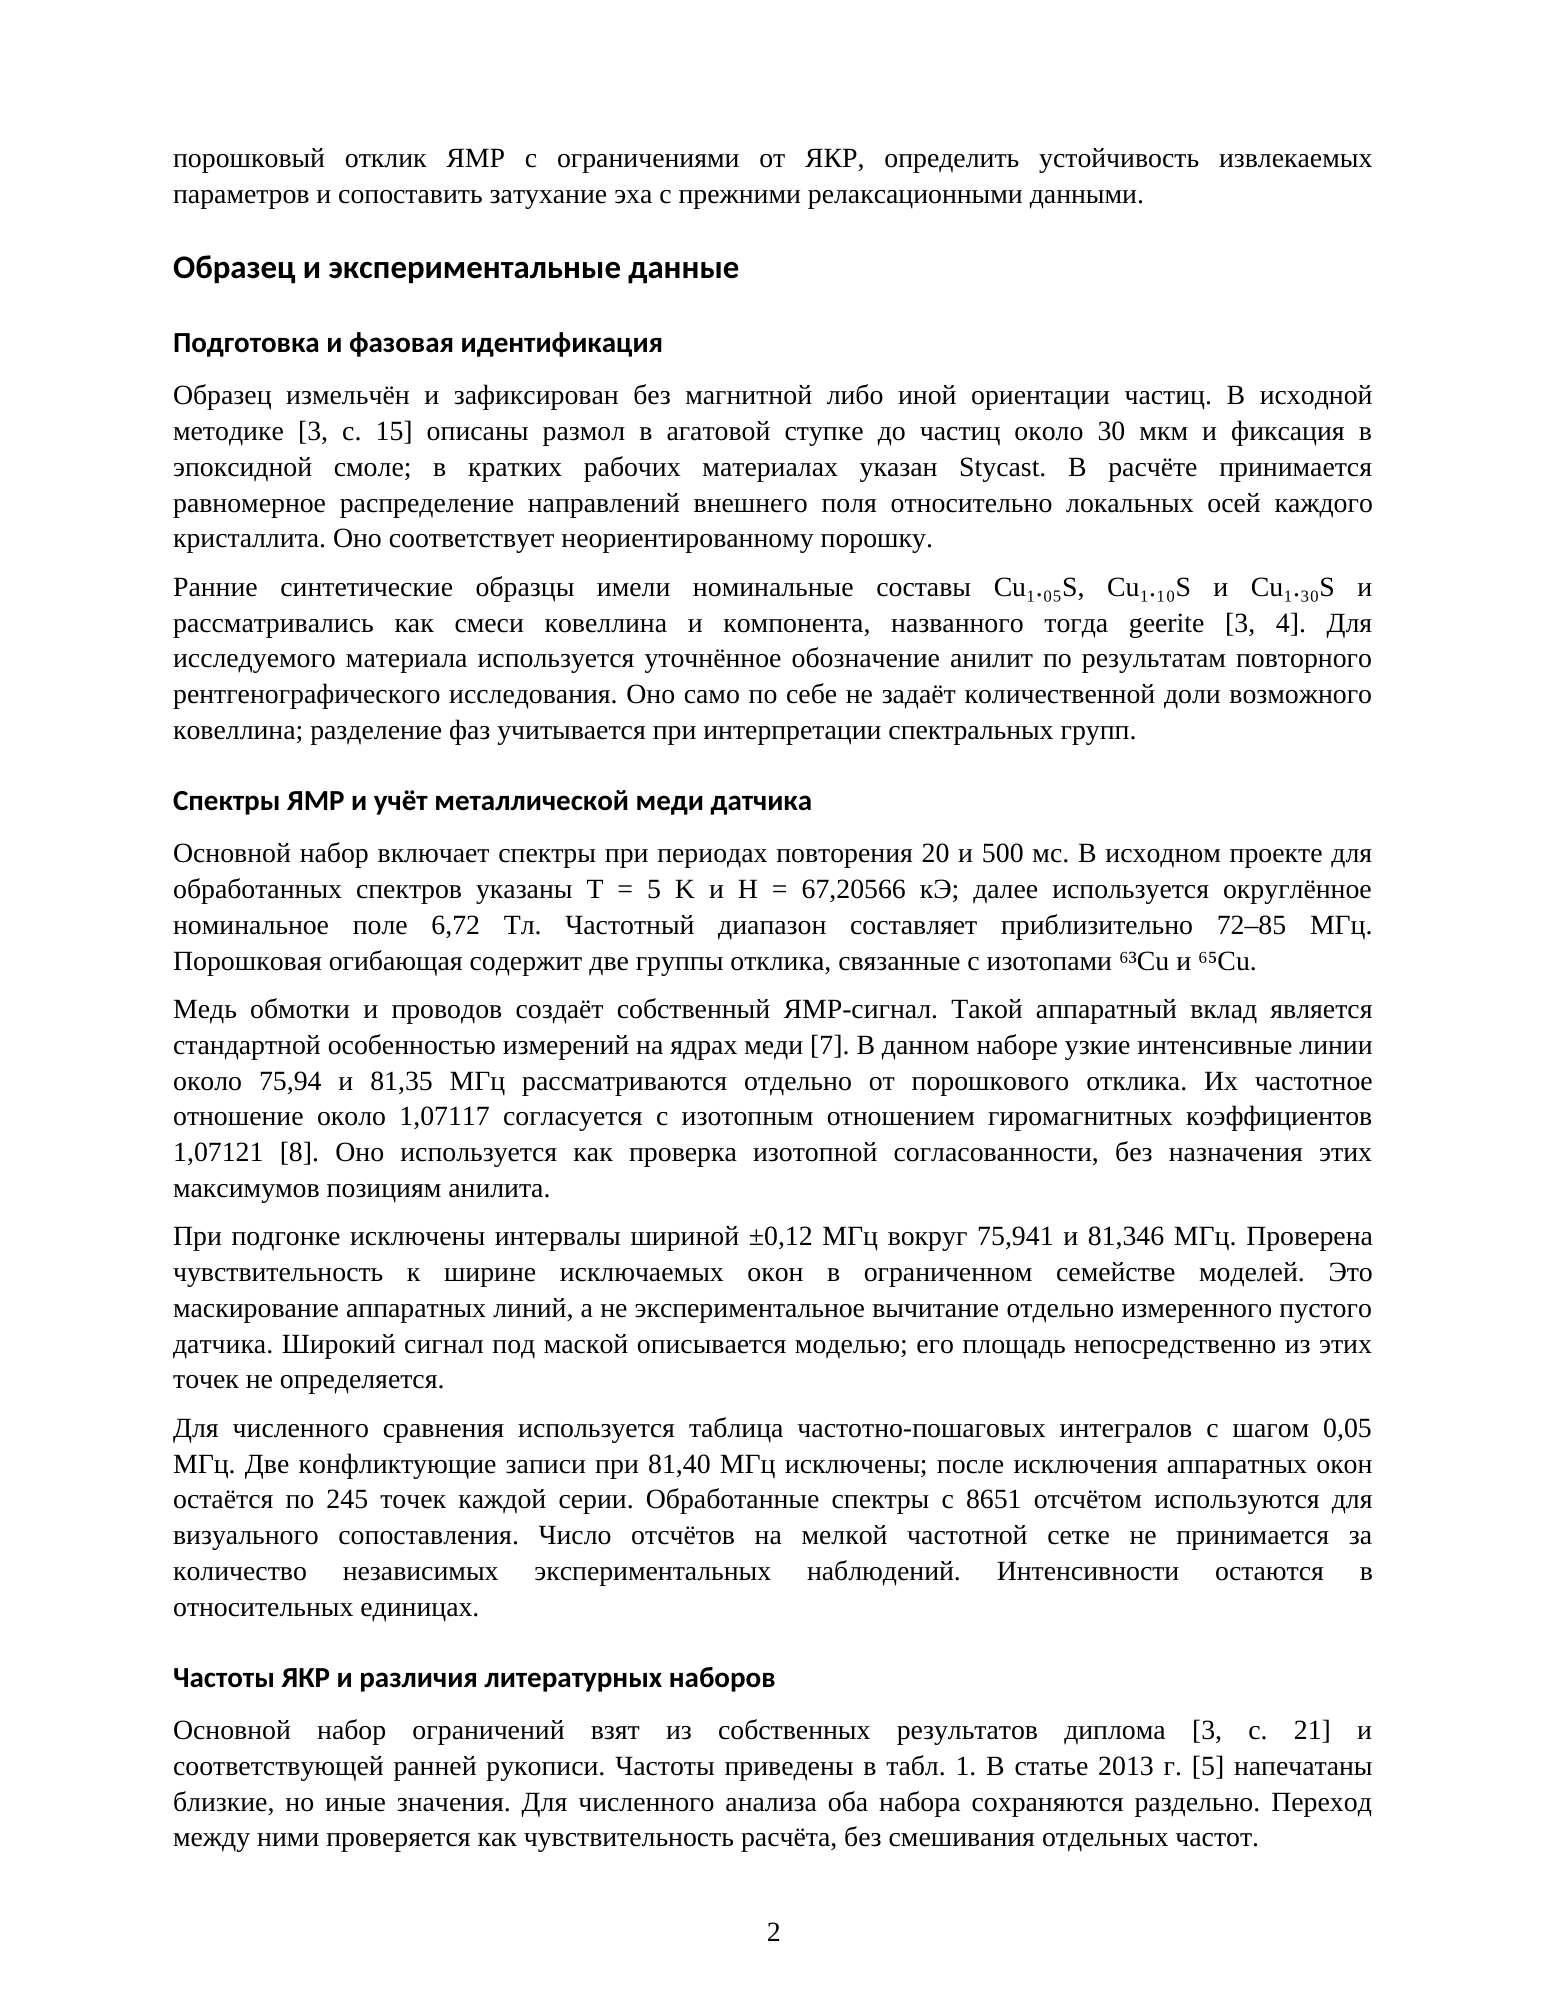 порошковый отклик ЯМР с ограничениями от ЯКР, определить устойчивость извлекаемых
параметров и сопоставить затухание эха с прежними релаксационными данными.
Образец и экспериментальные данные
Подготовка и фазовая идентификация
Образец измельчён и зафиксирован без магнитной либо иной ориентации частиц. В исходной
методике [3, с. 15] описаны размол в агатовой ступке до частиц около 30 мкм и фиксация в
эпоксидной смоле; в кратких рабочих материалах указан Stycast. В расчёте принимается
равномерное распределение направлений внешнего поля относительно локальных осей каждого
кристаллита. Оно соответствует неориентированному порошку.
Ранние синтетические образцы имели номинальные составы Cu₁.₀₅S, Cu₁.₁₀S и Cu₁.₃₀S и
рассматривались как смеси ковеллина и компонента, названного тогда geerite [3, 4]. Для
исследуемого материала используется уточнённое обозначение анилит по результатам повторного
рентгенографического исследования. Оно само по себе не задаёт количественной доли возможного
ковеллина; разделение фаз учитывается при интерпретации спектральных групп.
Спектры ЯМР и учёт металлической меди датчика
Основной набор включает спектры при периодах повторения 20 и 500 мс. В исходном проекте для
обработанных спектров указаны T = 5 K и H = 67,20566 кЭ; далее используется округлённое
номинальное поле 6,72 Тл. Частотный диапазон составляет приблизительно 72–85 МГц.
Порошковая огибающая содержит две группы отклика, связанные с изотопами ⁶³Cu и ⁶⁵Cu.
Медь обмотки и проводов создаёт собственный ЯМР-сигнал. Такой аппаратный вклад является
стандартной особенностью измерений на ядрах меди [7]. В данном наборе узкие интенсивные линии
около 75,94 и 81,35 МГц рассматриваются отдельно от порошкового отклика. Их частотное
отношение около 1,07117 согласуется с изотопным отношением гиромагнитных коэффициентов
1,07121 [8]. Оно используется как проверка изотопной согласованности, без назначения этих
максимумов позициям анилита.
При подгонке исключены интервалы шириной ±0,12 МГц вокруг 75,941 и 81,346 МГц. Проверена
чувствительность к ширине исключаемых окон в ограниченном семействе моделей. Это
маскирование аппаратных линий, а не экспериментальное вычитание отдельно измеренного пустого
датчика. Широкий сигнал под маской описывается моделью; его площадь непосредственно из этих
точек не определяется.
Для численного сравнения используется таблица частотно-пошаговых интегралов с шагом 0,05
МГц. Две конфликтующие записи при 81,40 МГц исключены; после исключения аппаратных окон
остаётся по 245 точек каждой серии. Обработанные спектры с 8651 отсчётом используются для
визуального сопоставления. Число отсчётов на мелкой частотной сетке не принимается за
количество независимых экспериментальных наблюдений. Интенсивности остаются в
относительных единицах.
Частоты ЯКР и различия литературных наборов
Основной набор ограничений взят из собственных результатов диплома [3, с. 21] и
соответствующей ранней рукописи. Частоты приведены в табл. 1. В статье 2013 г. [5] напечатаны
близкие, но иные значения. Для численного анализа оба набора сохраняются раздельно. Переход
между ними проверяется как чувствительность расчёта, без смешивания отдельных частот.
2